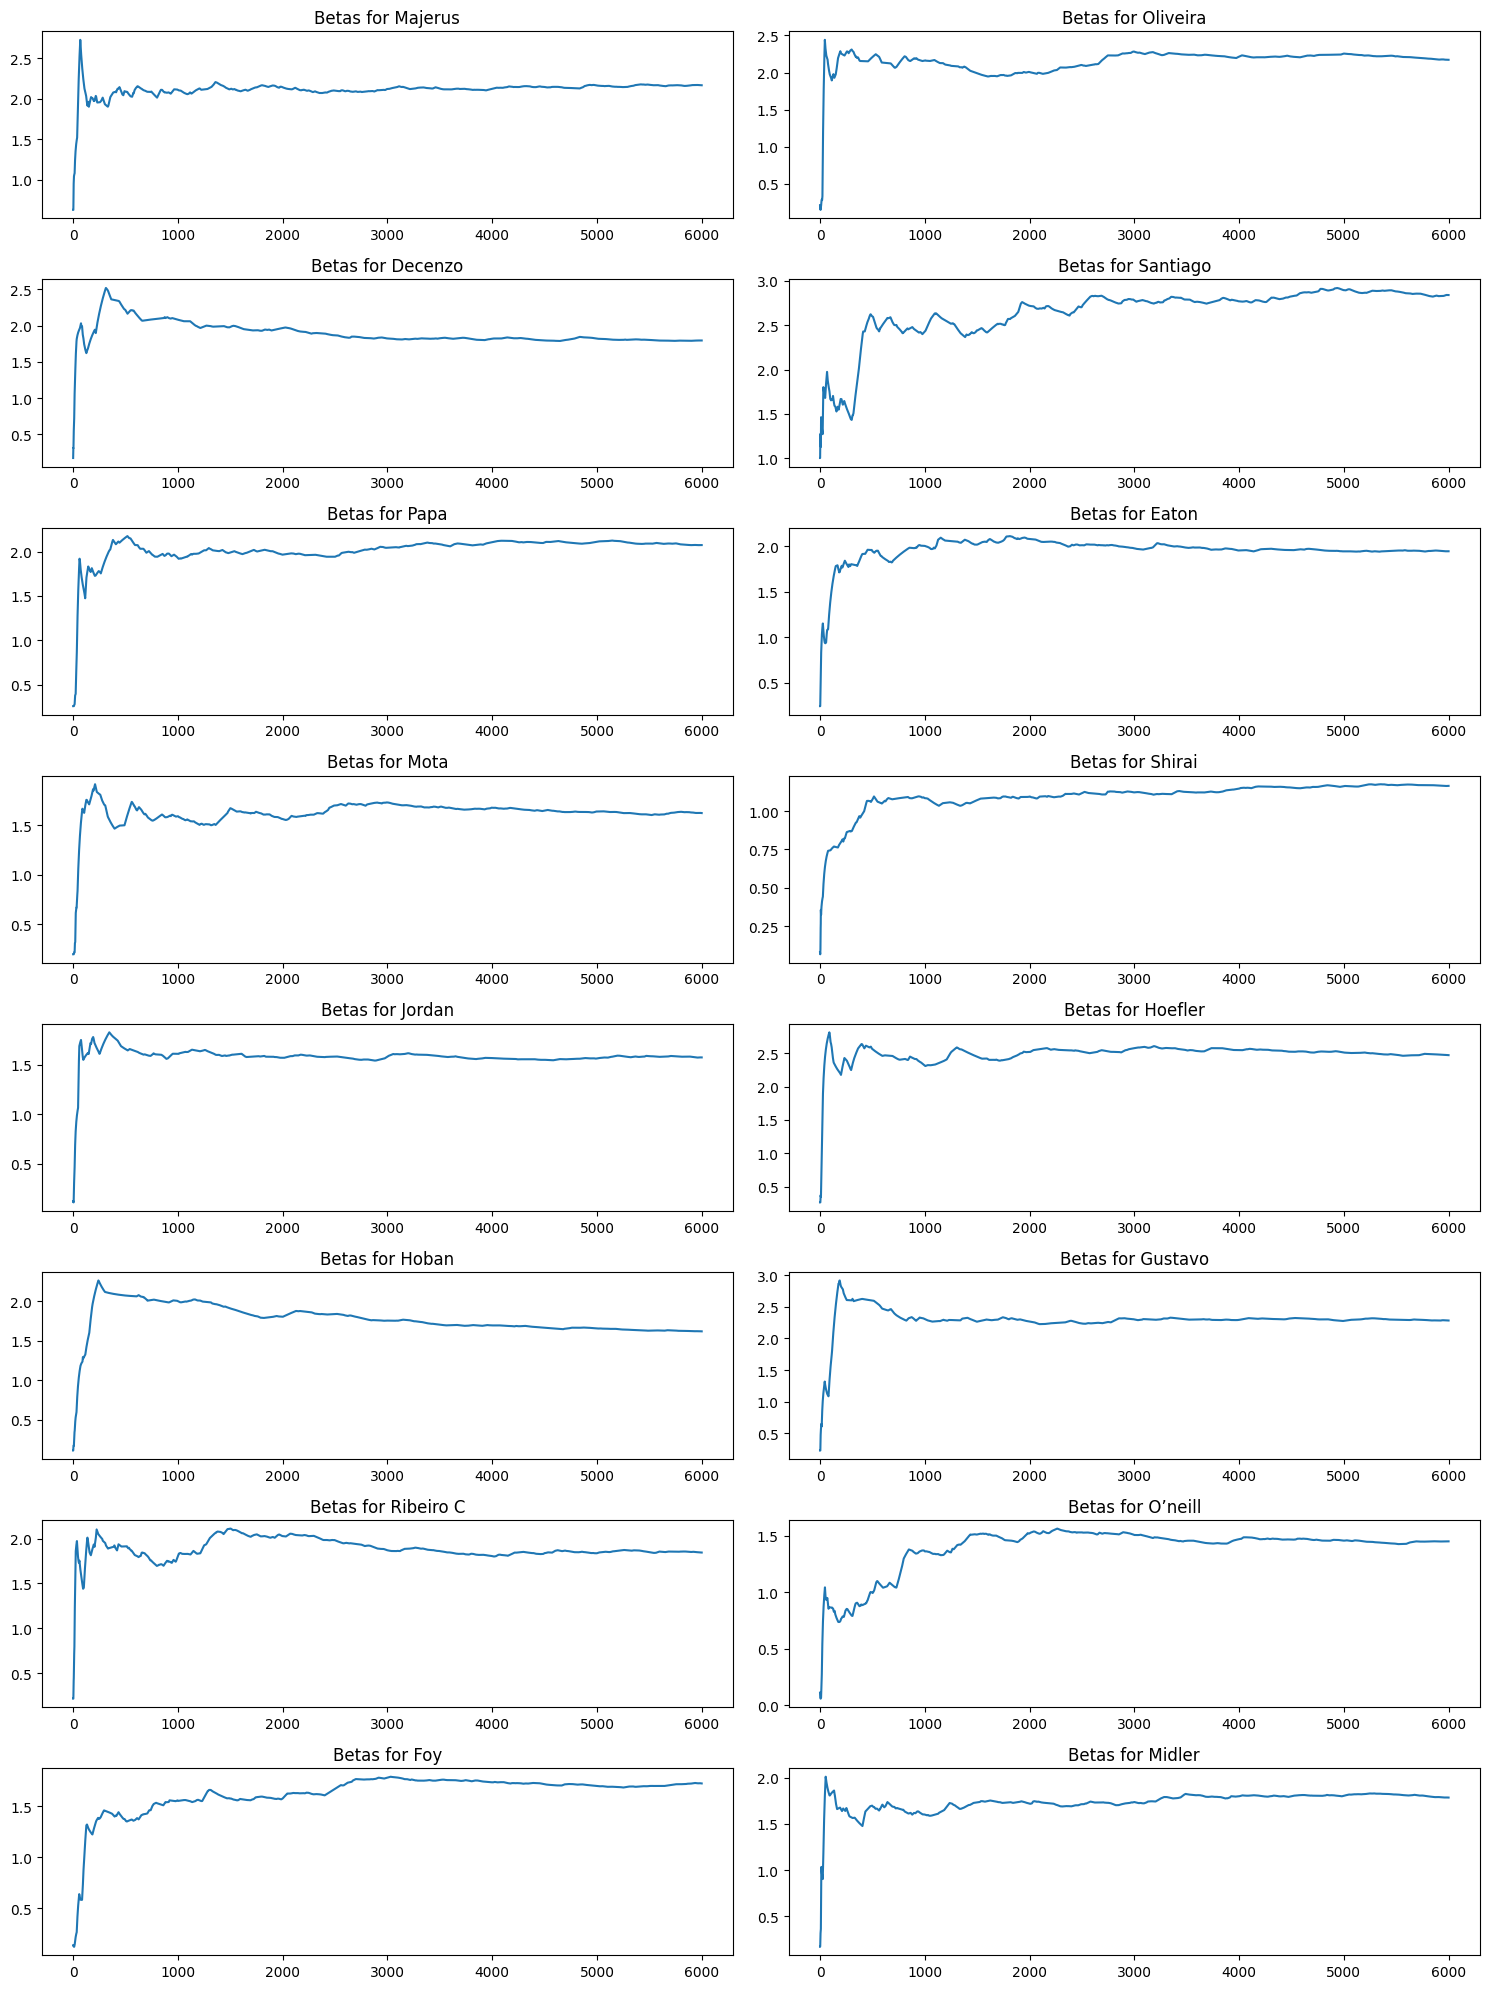 Betas for Majerus
2.5
2.0
1.5
1.0
0 1000 2000 3000 4000 5000 6000
Betas for Oliveira
2.5
2.0
1.5
1.0
0.5
0 1000 2000 3000 4000 5000 6000
Betas for Decenzo
2.5
2.0
1.5
1.0
0.5
0 1000 2000 3000 4000 5000 6000
Betas for Santiago
3.0
2.5
2.0
1.5
1.0
0 1000 2000 3000 4000 5000 6000
Betas for Papa
2.0
1.5
1.0
0.5
0 1000 2000 3000 4000 5000 6000
Betas for Eaton
2.0
1.5
1.0
0.5
0 1000 2000 3000 4000 5000 6000
Betas for Mota
1.5
1.0
0.5
0 1000 2000 3000 4000 5000 6000
Betas for Shirai
1.00
0.75
0.50
0.25
0 1000 2000 3000 4000 5000 6000
Betas for Jordan
1.5
1.0
0.5
0 1000 2000 3000 4000 5000 6000
Betas for Hoefler
2.5
2.0
1.5
1.0
0.5
0 1000 2000 3000 4000 5000 6000
Betas for Hoban
2.0
1.5
1.0
0.5
0 1000 2000 3000 4000 5000 6000
Betas for Gustavo
3.0
2.5
2.0
1.5
1.0
0.5
0 1000 2000 3000 4000 5000 6000
Betas for Ribeiro C
2.0
1.5
1.0
0.5
0 1000 2000 3000 4000 5000 6000
Betas for O’neill
1.5
1.0
0.5
0.0
0 1000 2000 3000 4000 5000 6000
Betas for Foy
1.5
1.0
0.5
0 1000 2000 3000 4000 5000 6000
Betas for Midler
2.0
1.5
1.0
0.5
0 1000 2000 3000 4000 5000 6000